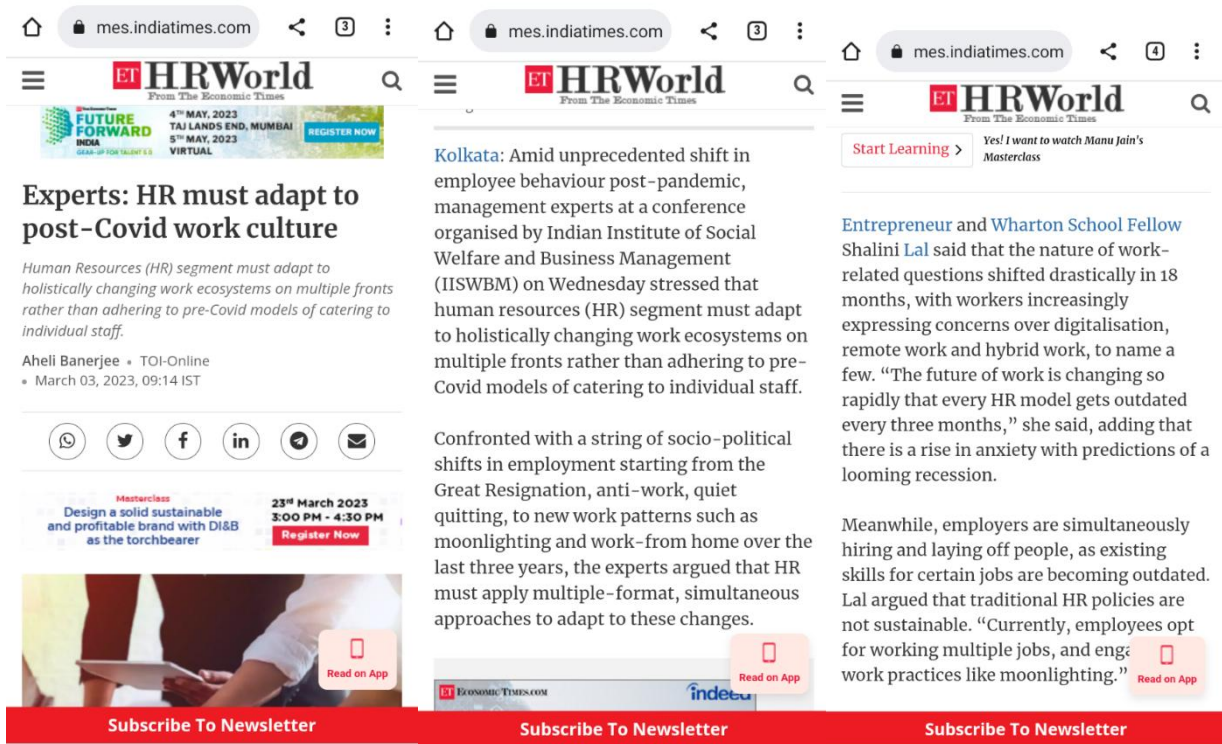 mes.indiatimes.com
3
ET HRWorld
From The Economic Times
The Economic Times
FUTURE
FORWARD
INDIA
GEAR-UP FOR TALENT 5.0
4TH MAY, 2023
TAJ LANDS END, MUMBAI
5TH MAY, 2023
VIRTUAL
REGISTER NOW
Experts: HR must adapt to
post-Covid work culture
Human Resources (HR) segment must adapt to
holistically changing work ecosystems on multiple fronts
rather than adhering to pre-Covid models of catering to
individual staff.
Aheli Banerjee • TOI-Online
• March 03, 2023, 09:14 IST
Masterclass
Design a solid sustainable
and profitable brand with DI&B
as the torchbearer
23rd March 2023
3:00 PM - 4:30 PM
Register Now
Read on App
Subscribe To Newsletter
mes.indiatimes.com
3
ET HRWorld
From The Economic Times
Kolkata: Amid unprecedented shift in
employee behaviour post-pandemic,
management experts at a conference
organised by Indian Institute of Social
Welfare and Business Management
(IISWBM) on Wednesday stressed that
human resources (HR) segment must adapt
to holistically changing work ecosystems on
multiple fronts rather than adhering to pre-
Covid models of catering to individual staff.
Confronted with a string of socio-political
shifts in employment starting from the
Great Resignation, anti-work, quiet
quitting, to new work patterns such as
moonlighting and work-from home over the
last three years, the experts argued that HR
must apply multiple-format, simultaneous
approaches to adapt to these changes.
ET ECONOMICTIMES.COM
indeed
Read on App
Subscribe To Newsletter
mes.indiatimes.com
4
ET HRWorld
From The Economic Times
Start Learning >
Yes! I want to watch Manu Jain's
Masterclass
Entrepreneur and Wharton School Fellow
Shalini Lal said that the nature of work-
related questions shifted drastically in 18
months, with workers increasingly
expressing concerns over digitalisation,
remote work and hybrid work, to name a
few. “The future of work is changing so
rapidly that every HR model gets outdated
every three months,” she said, adding that
there is a rise in anxiety with predictions of a
looming recession.
Meanwhile, employers are simultaneously
hiring and laying off people, as existing
skills for certain jobs are becoming outdated.
Lal argued that traditional HR policies are
not sustainable. “Currently, employees opt
for working multiple jobs, and enga
work practices like moonlighting.”
Read on App
Subscribe To Newsletter